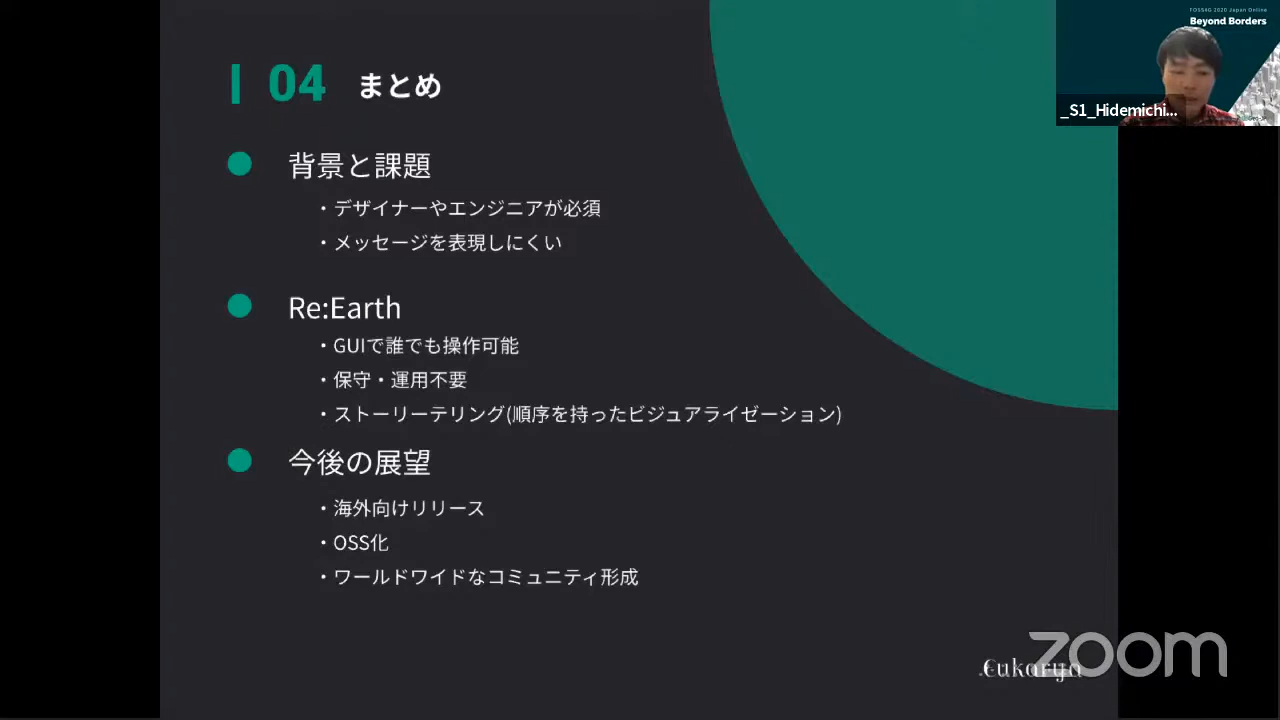 04 まとめ
背景と課題
・デザイナーやエンジニアが必須
・メッセージを表現しにくい
Re:Earth
・GUIで誰でも操作可能
・保守・運用不要
・ストーリーテリング(順序を持ったビジュアライゼーション)
今後の展望
・海外向けリリース
・OSS化
・ワールドワイドなコミュニティ形成
FOSS4G 2020 Japan Online
Beyond Borders
_S1_Hidemichi...
Eukarya
zoom